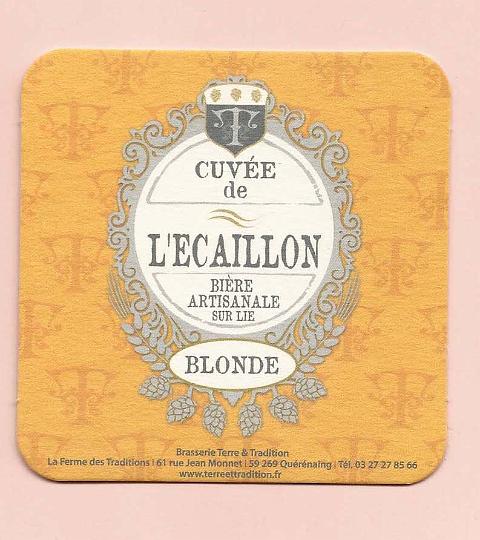 CUVÉE
de
L'ECAILLON
BIÈRE
ARTISANALE
SUR LIE
BLONDE
Brasserie Terre & Tradition
La Ferme des Traditions | 61 rue Jean Monnet | 59 269 Quérénaing | Tél. 03 27 27 85 66
www.terreettradition.fr